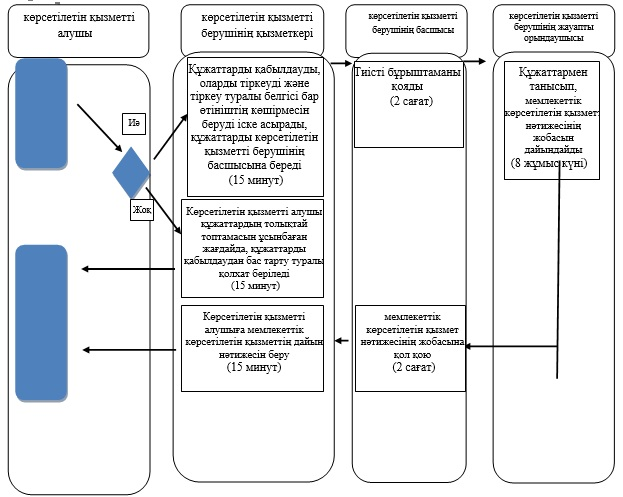 көрсетілетін қызметті
алушы
көрсетілетін қызметті
берушінің қызметкері
көрсетілетін қызметті
берушінің басшысы
көрсетілетін қызметті
берушінің жауапты
орындаушысы
Иә
Жоқ
Құжаттарды қабылдауды,
оларды тіркеуді және
тіркеу туралы белгісі бар
өтініштің көшірмесін
беруді іске асырады,
құжаттарды көрсетілетін
қызметті берушінің
басшысына береді
(15 минут)
Тиісті бұрыштаманы
қояды
(2 сағат)
Құжаттармен
танысып,
мемлекеттік
көрсетілетін қызмет
нәтижесінің
жобасын
дайындайды
(8 жұмыс күні)
Көрсетілетін қызметті алушы
құжаттардың толықтай
топтамасын ұсынбаған
жағдайда, құжаттарды
қабылдаудан бас тарту туралы
қолхат беріледі
(15 минут)
Көрсетілетін қызметті
алушыға мемлекеттік
көрсетілетін қызметтің дайын
нәтижесін беру
(15 минут)
мемлекеттік
көрсетілетін қызмет
нәтижесінің жобасына
қол қою
(2 сағат)